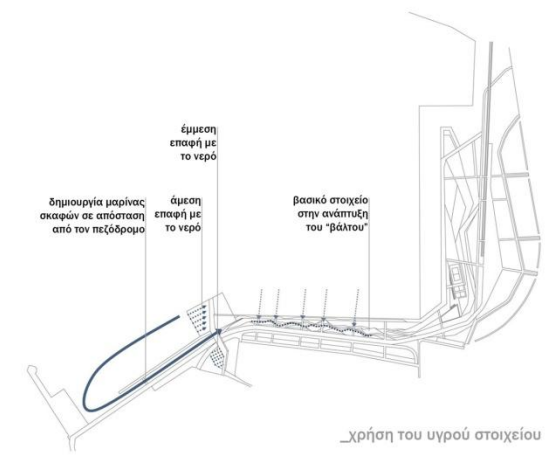 έμμεση
επαφή με
το νερό
δημιουργία μαρίνας
σκαφών σε απόσταση
από τον πεζόδρομο
άμεση
επαφή με
το νερό
βασικό στοιχείο
στην ανάπτυξη
του "βάλτου"
_χρήση του υγρού στοιχείου